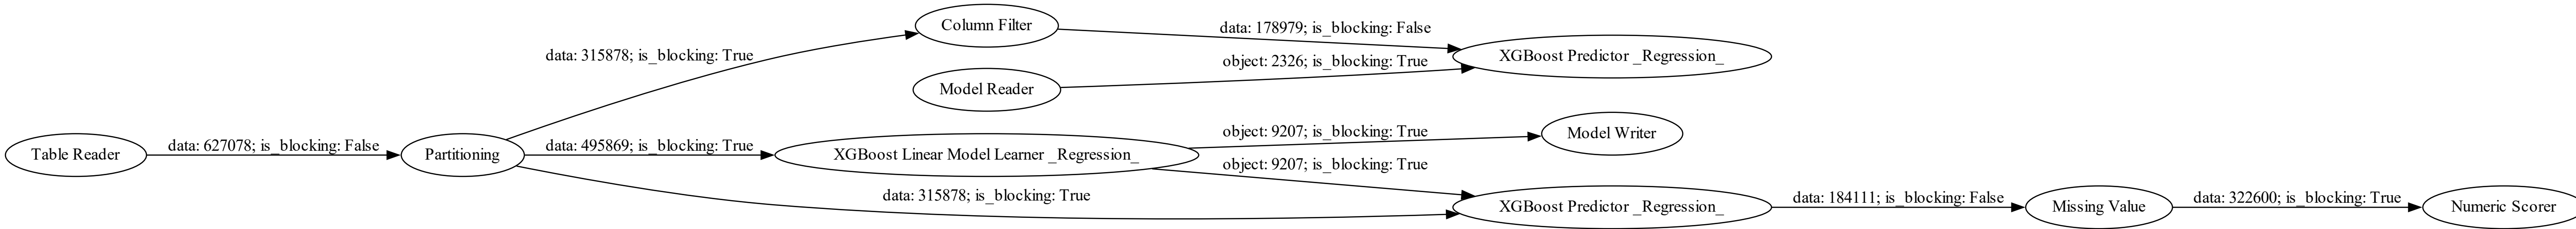 Column Filter
data: 178979; is_blocking: False
data: 315878; is_blocking: True
XGBoost Predictor _Regression_
object: 2326; is_blocking: True
Model Reader
object: 9207; is_blocking: True
Model Writer
Table Reader
data: 627078; is_blocking: False
Partitioning
data: 495869; is_blocking: True
XGBoost Linear Model Learner _Regression_
object: 9207; is_blocking: True
data: 315878; is_blocking: True
XGBoost Predictor _Regression_
data: 184111; is_blocking: False
Missing Value
data: 322600; is_blocking: True
Numeric Scorer